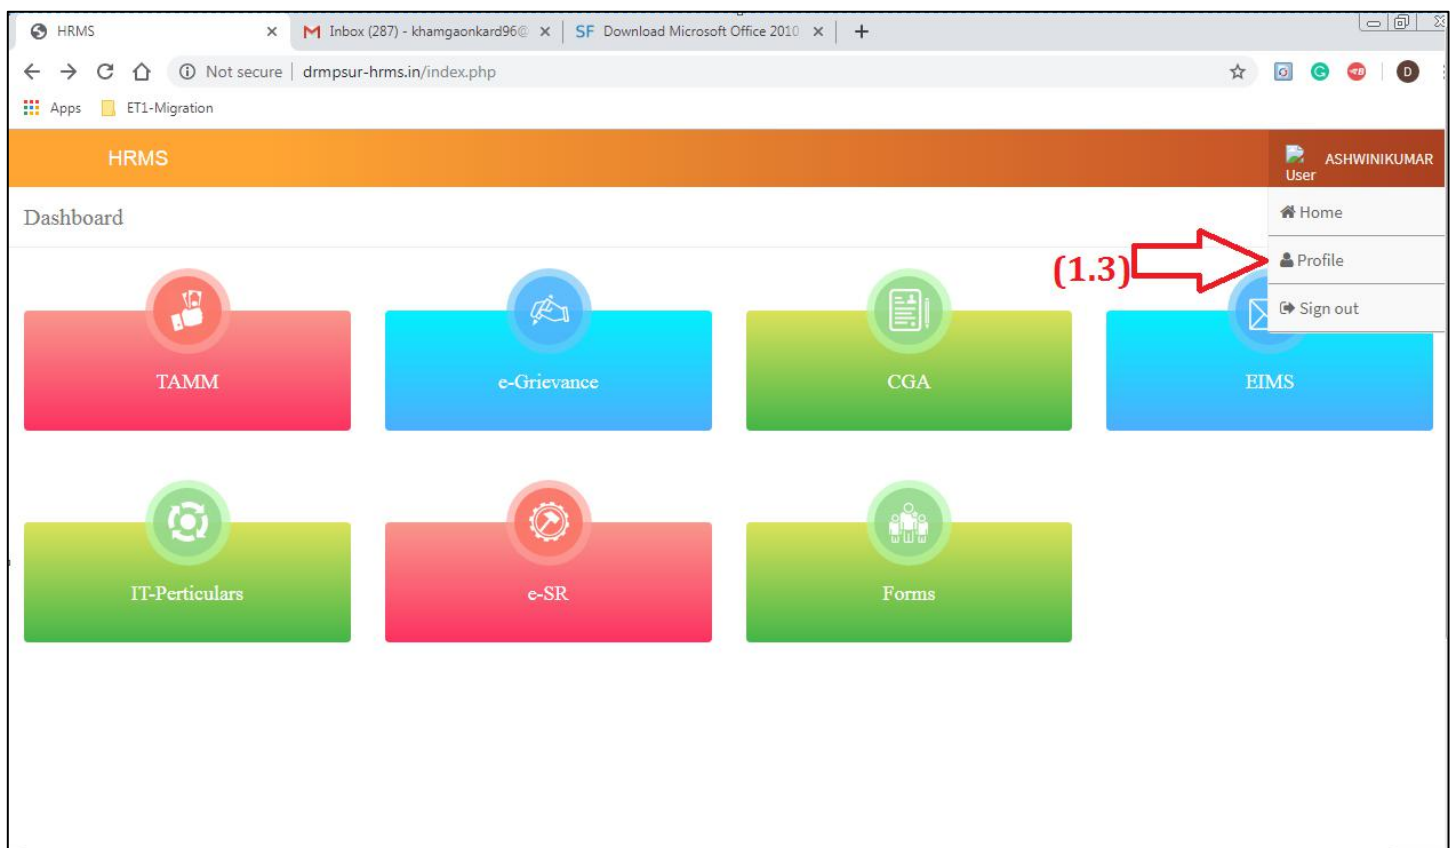 HRMS
Inbox (287) - khamgaonkard96@
SF Download Microsoft Office 2010
Not secure | drmpsur-hrms.in/index.php
D
Apps
ET1-Migration
HRMS
User
ASHWINIKUMAR
Dashboard
Home
(1.3)
Profile
Sign out
TAMM
e-Grievance
CGA
EIMS
IT-Perticulars
e-SR
Forms